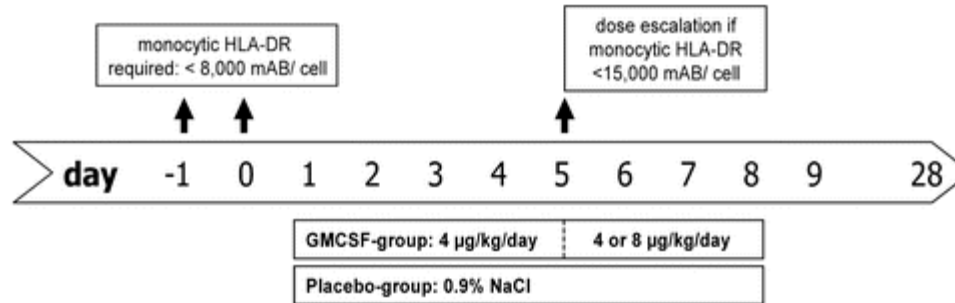 monocytic HLA-DR
required: < 8,000 mAB/ cell
dose escalation if
monocytic HLA-DR
<15,000 mAB/ cell
day -1 0 1 2 3 4 5 6 7 8 9 28
GMCSF-group: 4 µg/kg/day 4 or 8 µg/kg/day
Placebo-group: 0.9% NaCl